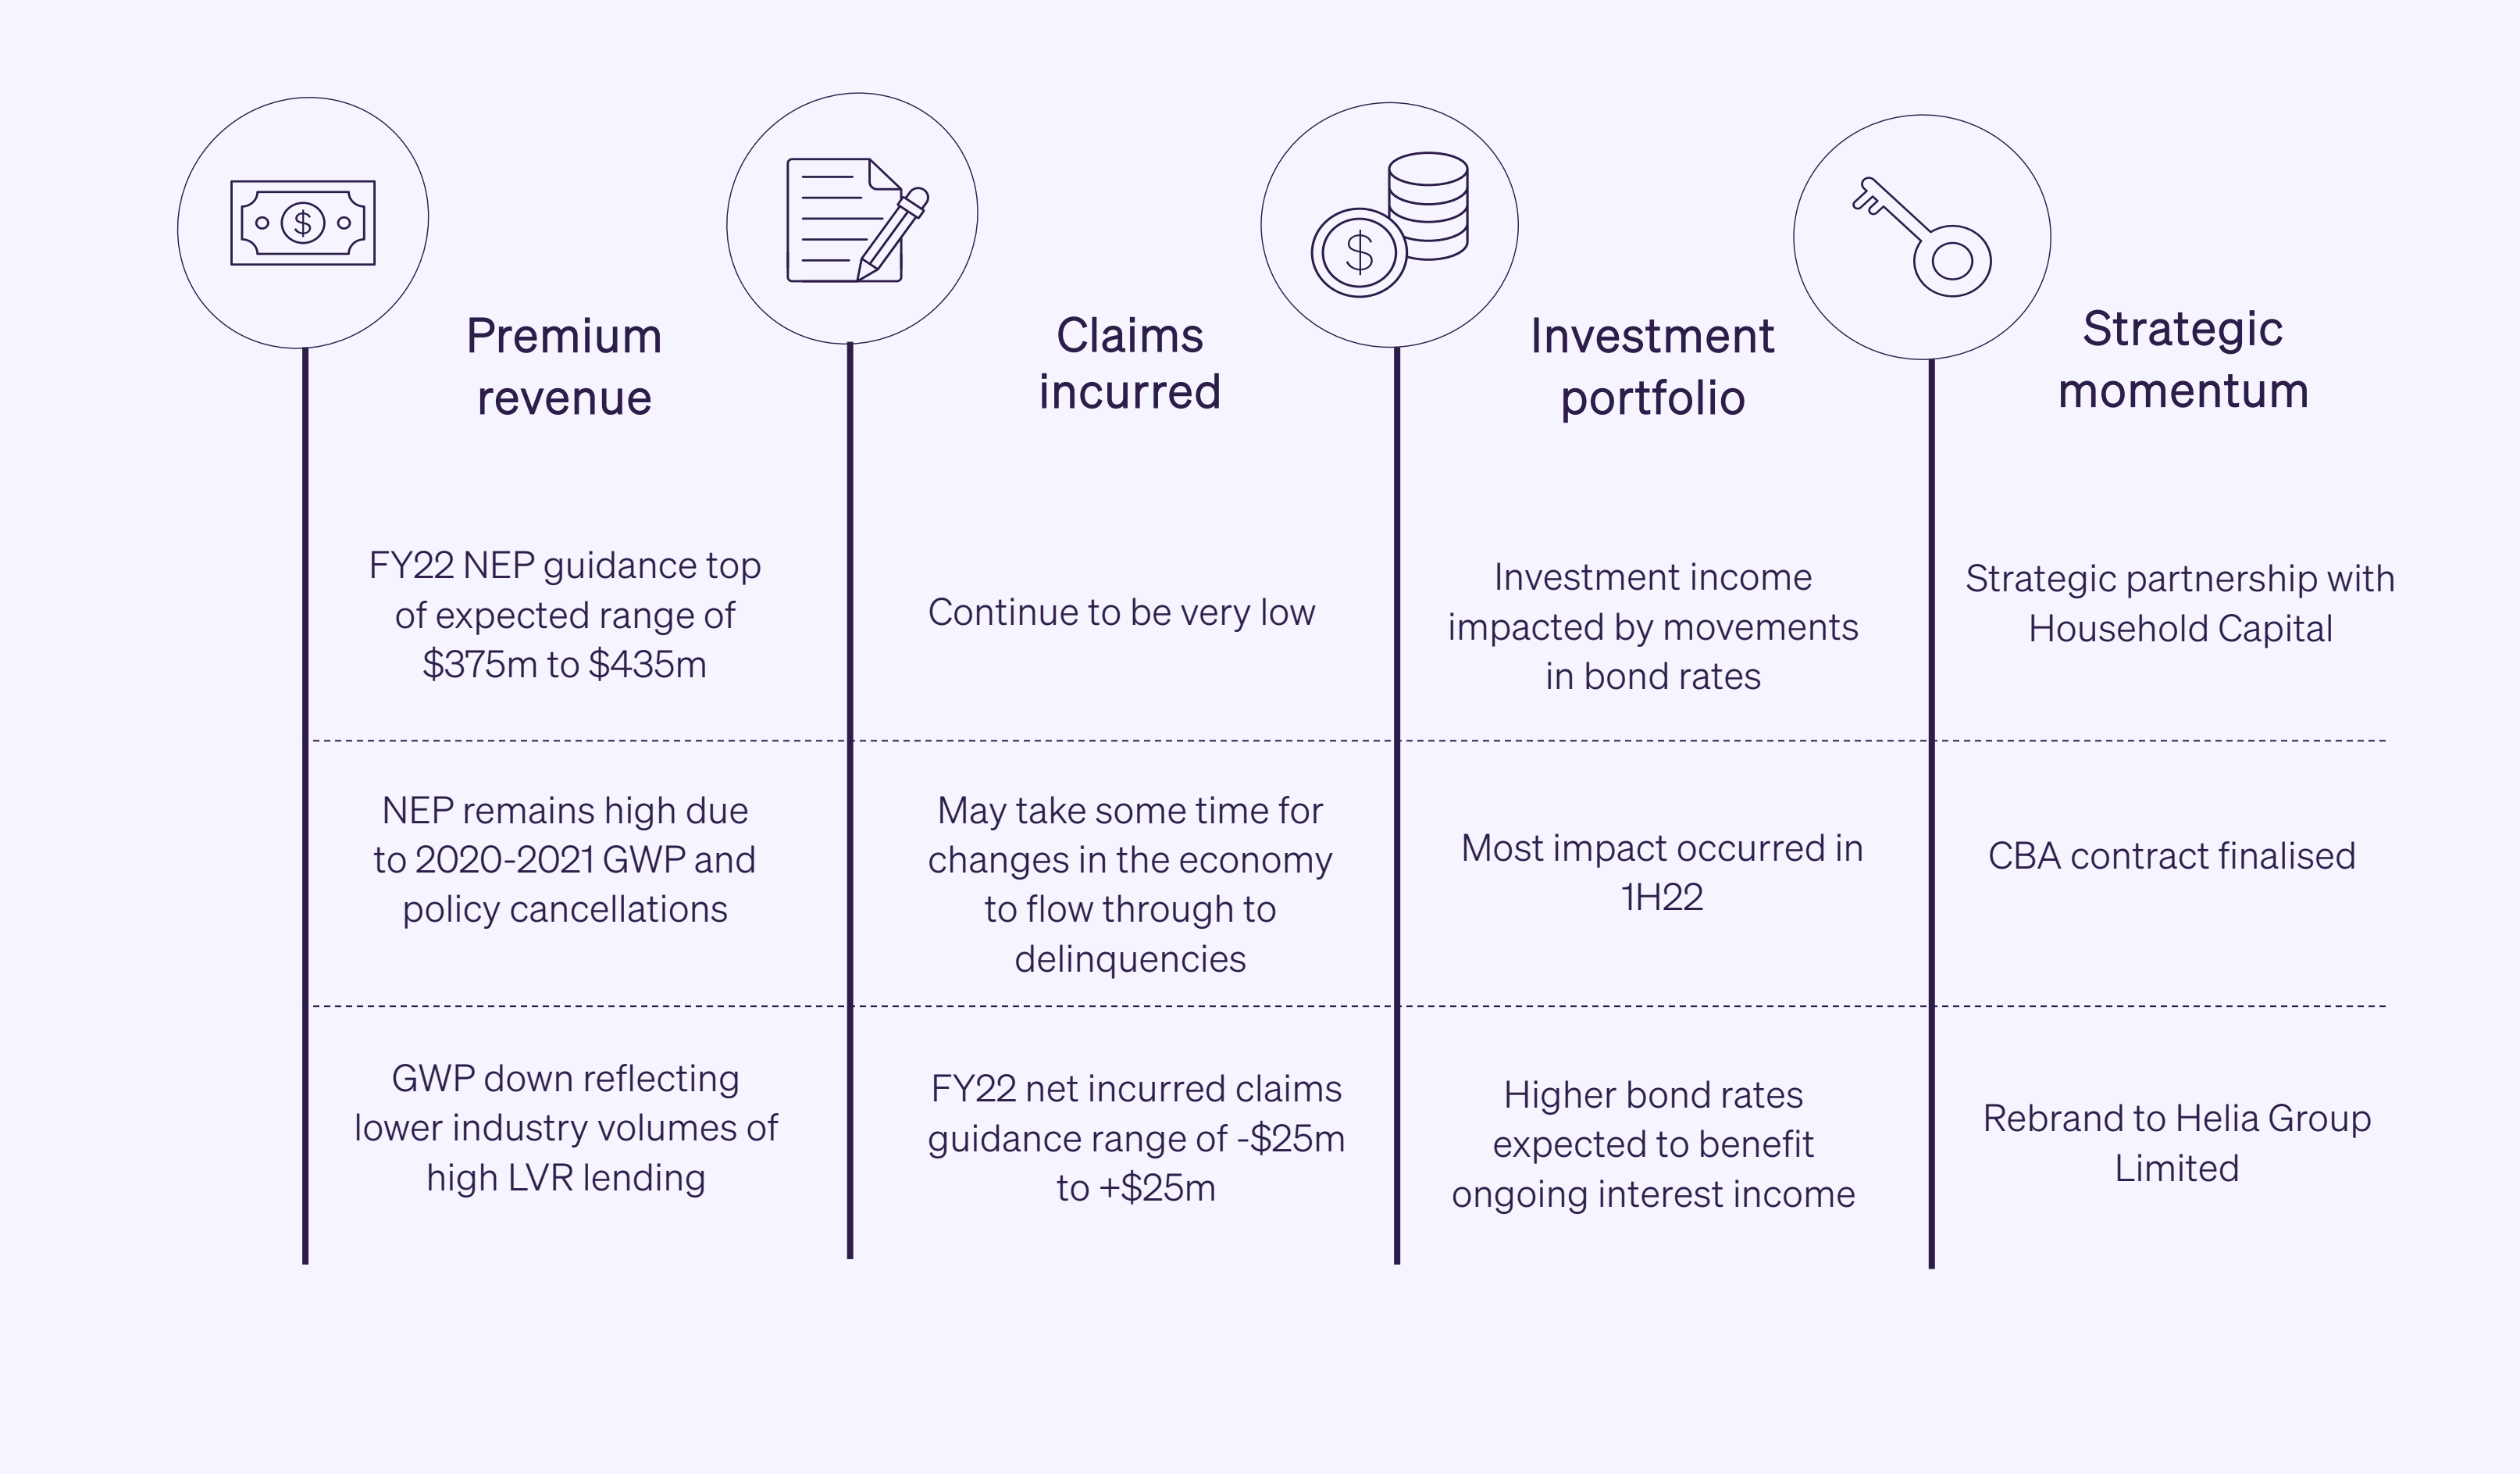 Premium
revenue
Claims
incurred
Investment
portfolio
Strategic
momentum
FY22 NEP guidance top
of expected range of
$375m to $435m
Continue to be very low
Investment income
impacted by movements
in bond rates
Strategic partnership with
Household Capital
NEP remains high due
to 2020-2021 GWP and
policy cancellations
May take some time for
changes in the economy
to flow through to
delinquencies
Most impact occurred in
1H22
CBA contract finalised
GWP down reflecting
lower industry volumes of
high LVR lending
FY22 net incurred claims
guidance range of -$25m
to +$25m
Higher bond rates
expected to benefit
ongoing interest income
Rebrand to Helia Group
Limited